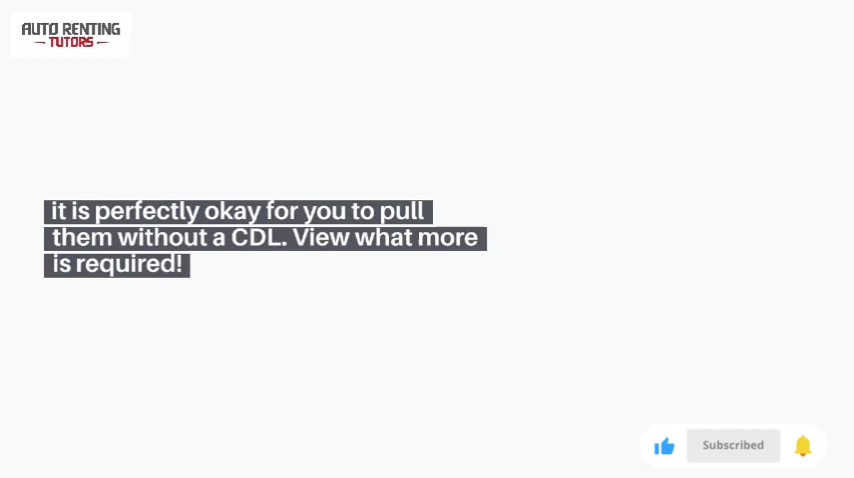 AUTO RENTING
TUTORS
it is perfectly okay for you to pull
them without a CDL. View what more
is required!
Subscribed